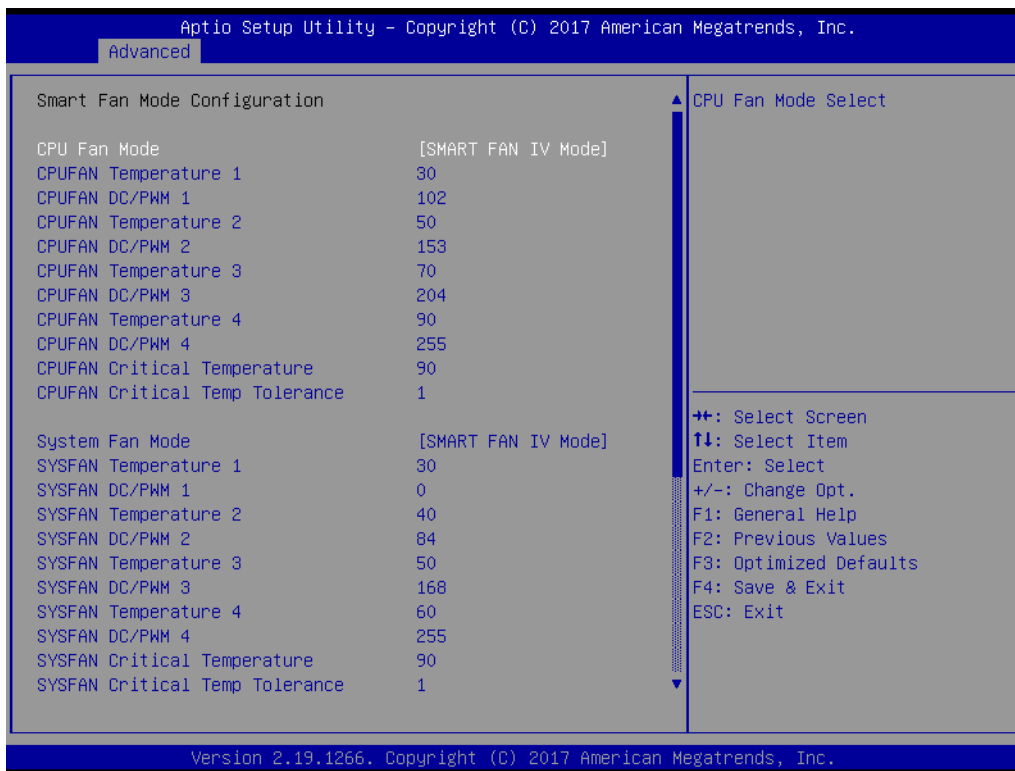 Aptio Setup Utility – Copyright (C) 2017 American Megatrends, Inc.
Advanced
Smart Fan Mode Configuration
CPU Fan Mode [SMART FAN IV Mode]
CPUFAN Temperature 1 30
CPUFAN DC/PWM 1 102
CPUFAN Temperature 2 50
CPUFAN DC/PWM 2 153
CPUFAN Temperature 3 70
CPUFAN DC/PWM 3 204
CPUFAN Temperature 4 90
CPUFAN DC/PWM 4 255
CPUFAN Critical Temperature 90
CPUFAN Critical Temp Tolerance 1
System Fan Mode [SMART FAN IV Mode]
SYSFAN Temperature 1 30
SYSFAN DC/PWM 1 0
SYSFAN Temperature 2 40
SYSFAN DC/PWM 2 84
SYSFAN Temperature 3 50
SYSFAN DC/PWM 3 168
SYSFAN Temperature 4 60
SYSFAN DC/PWM 4 255
SYSFAN Critical Temperature 90
SYSFAN Critical Temp Tolerance 1
CPU Fan Mode Select
→←: Select Screen
↑↓: Select Item
Enter: Select
+/-: Change Opt.
F1: General Help
F2: Previous Values
F3: Optimized Defaults
F4: Save & Exit
ESC: Exit
Version 2.19.1266. Copyright (C) 2017 American Megatrends, Inc.